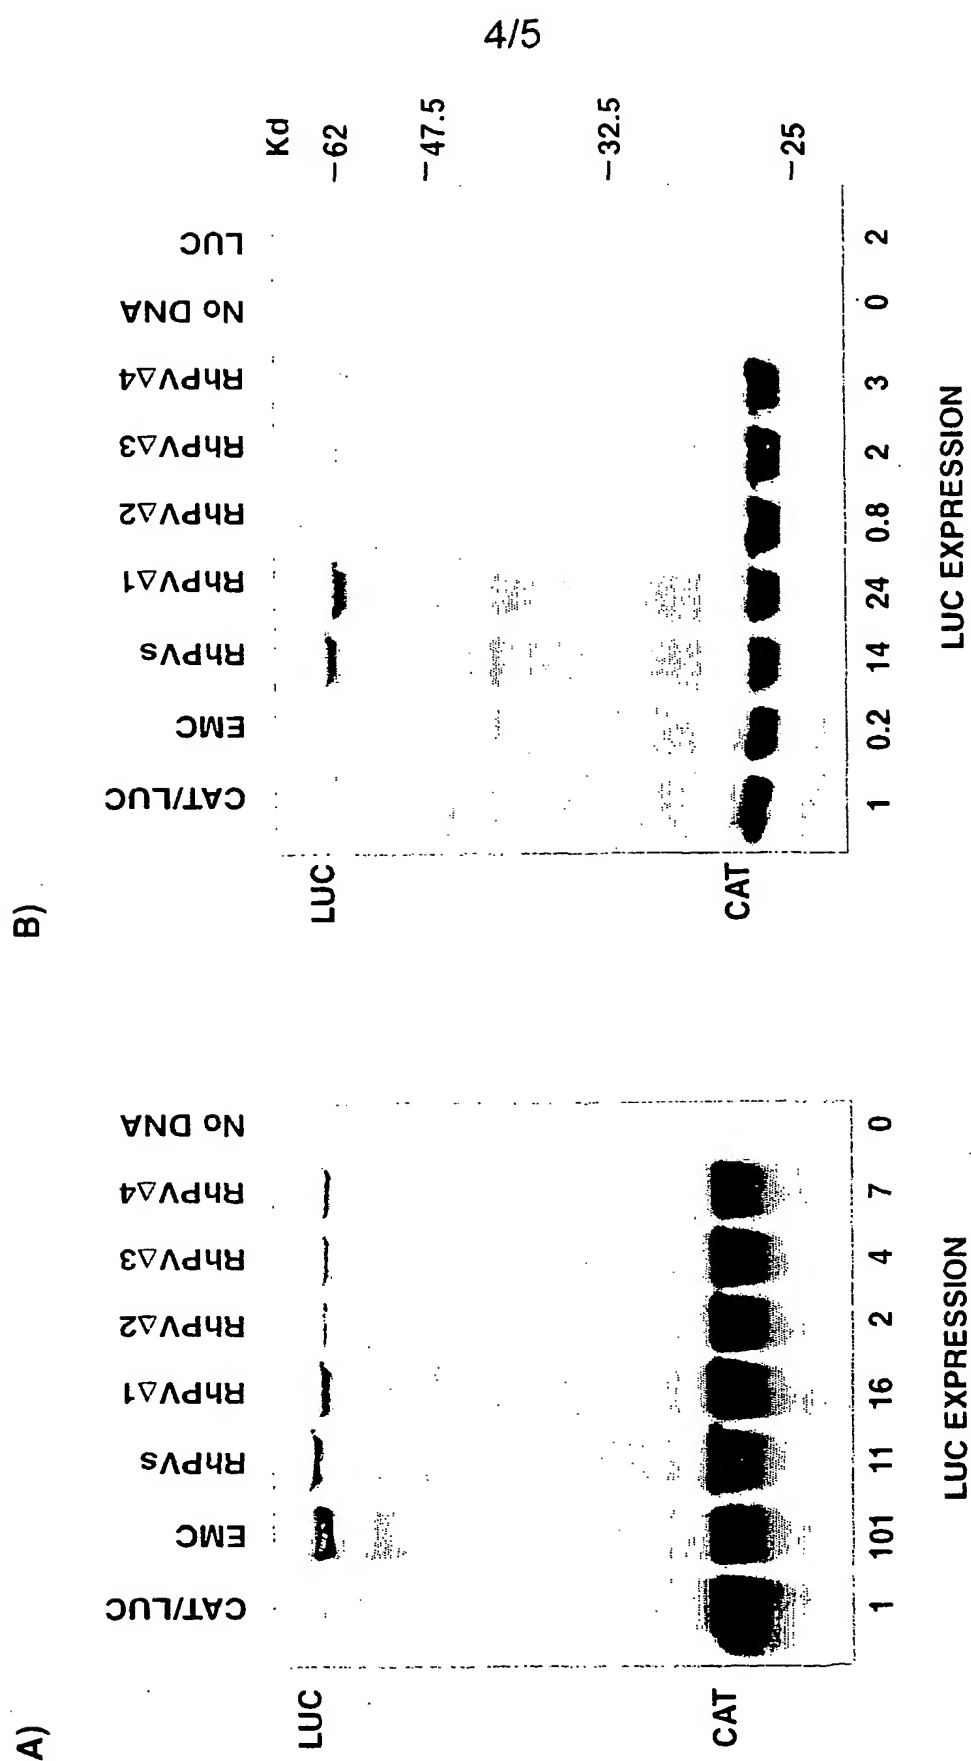 4/5
A)
CAT/LUC EMC RhPVs RhPVΔ1 RhPVΔ2 RhPVΔ3 RhPVΔ4 No DNA
LUC
CAT
1 101 11 16 2 4 7 0
LUC EXPRESSION
B)
CAT/LUC EMC RhPVs RhPVΔ1 RhPVΔ2 RhPVΔ3 RhPVΔ4 No DNA LUC
Kd
LUC –62
–47.5
–32.5
CAT –25
1 0.2 14 24 0.8 2 3 0 2
LUC EXPRESSION